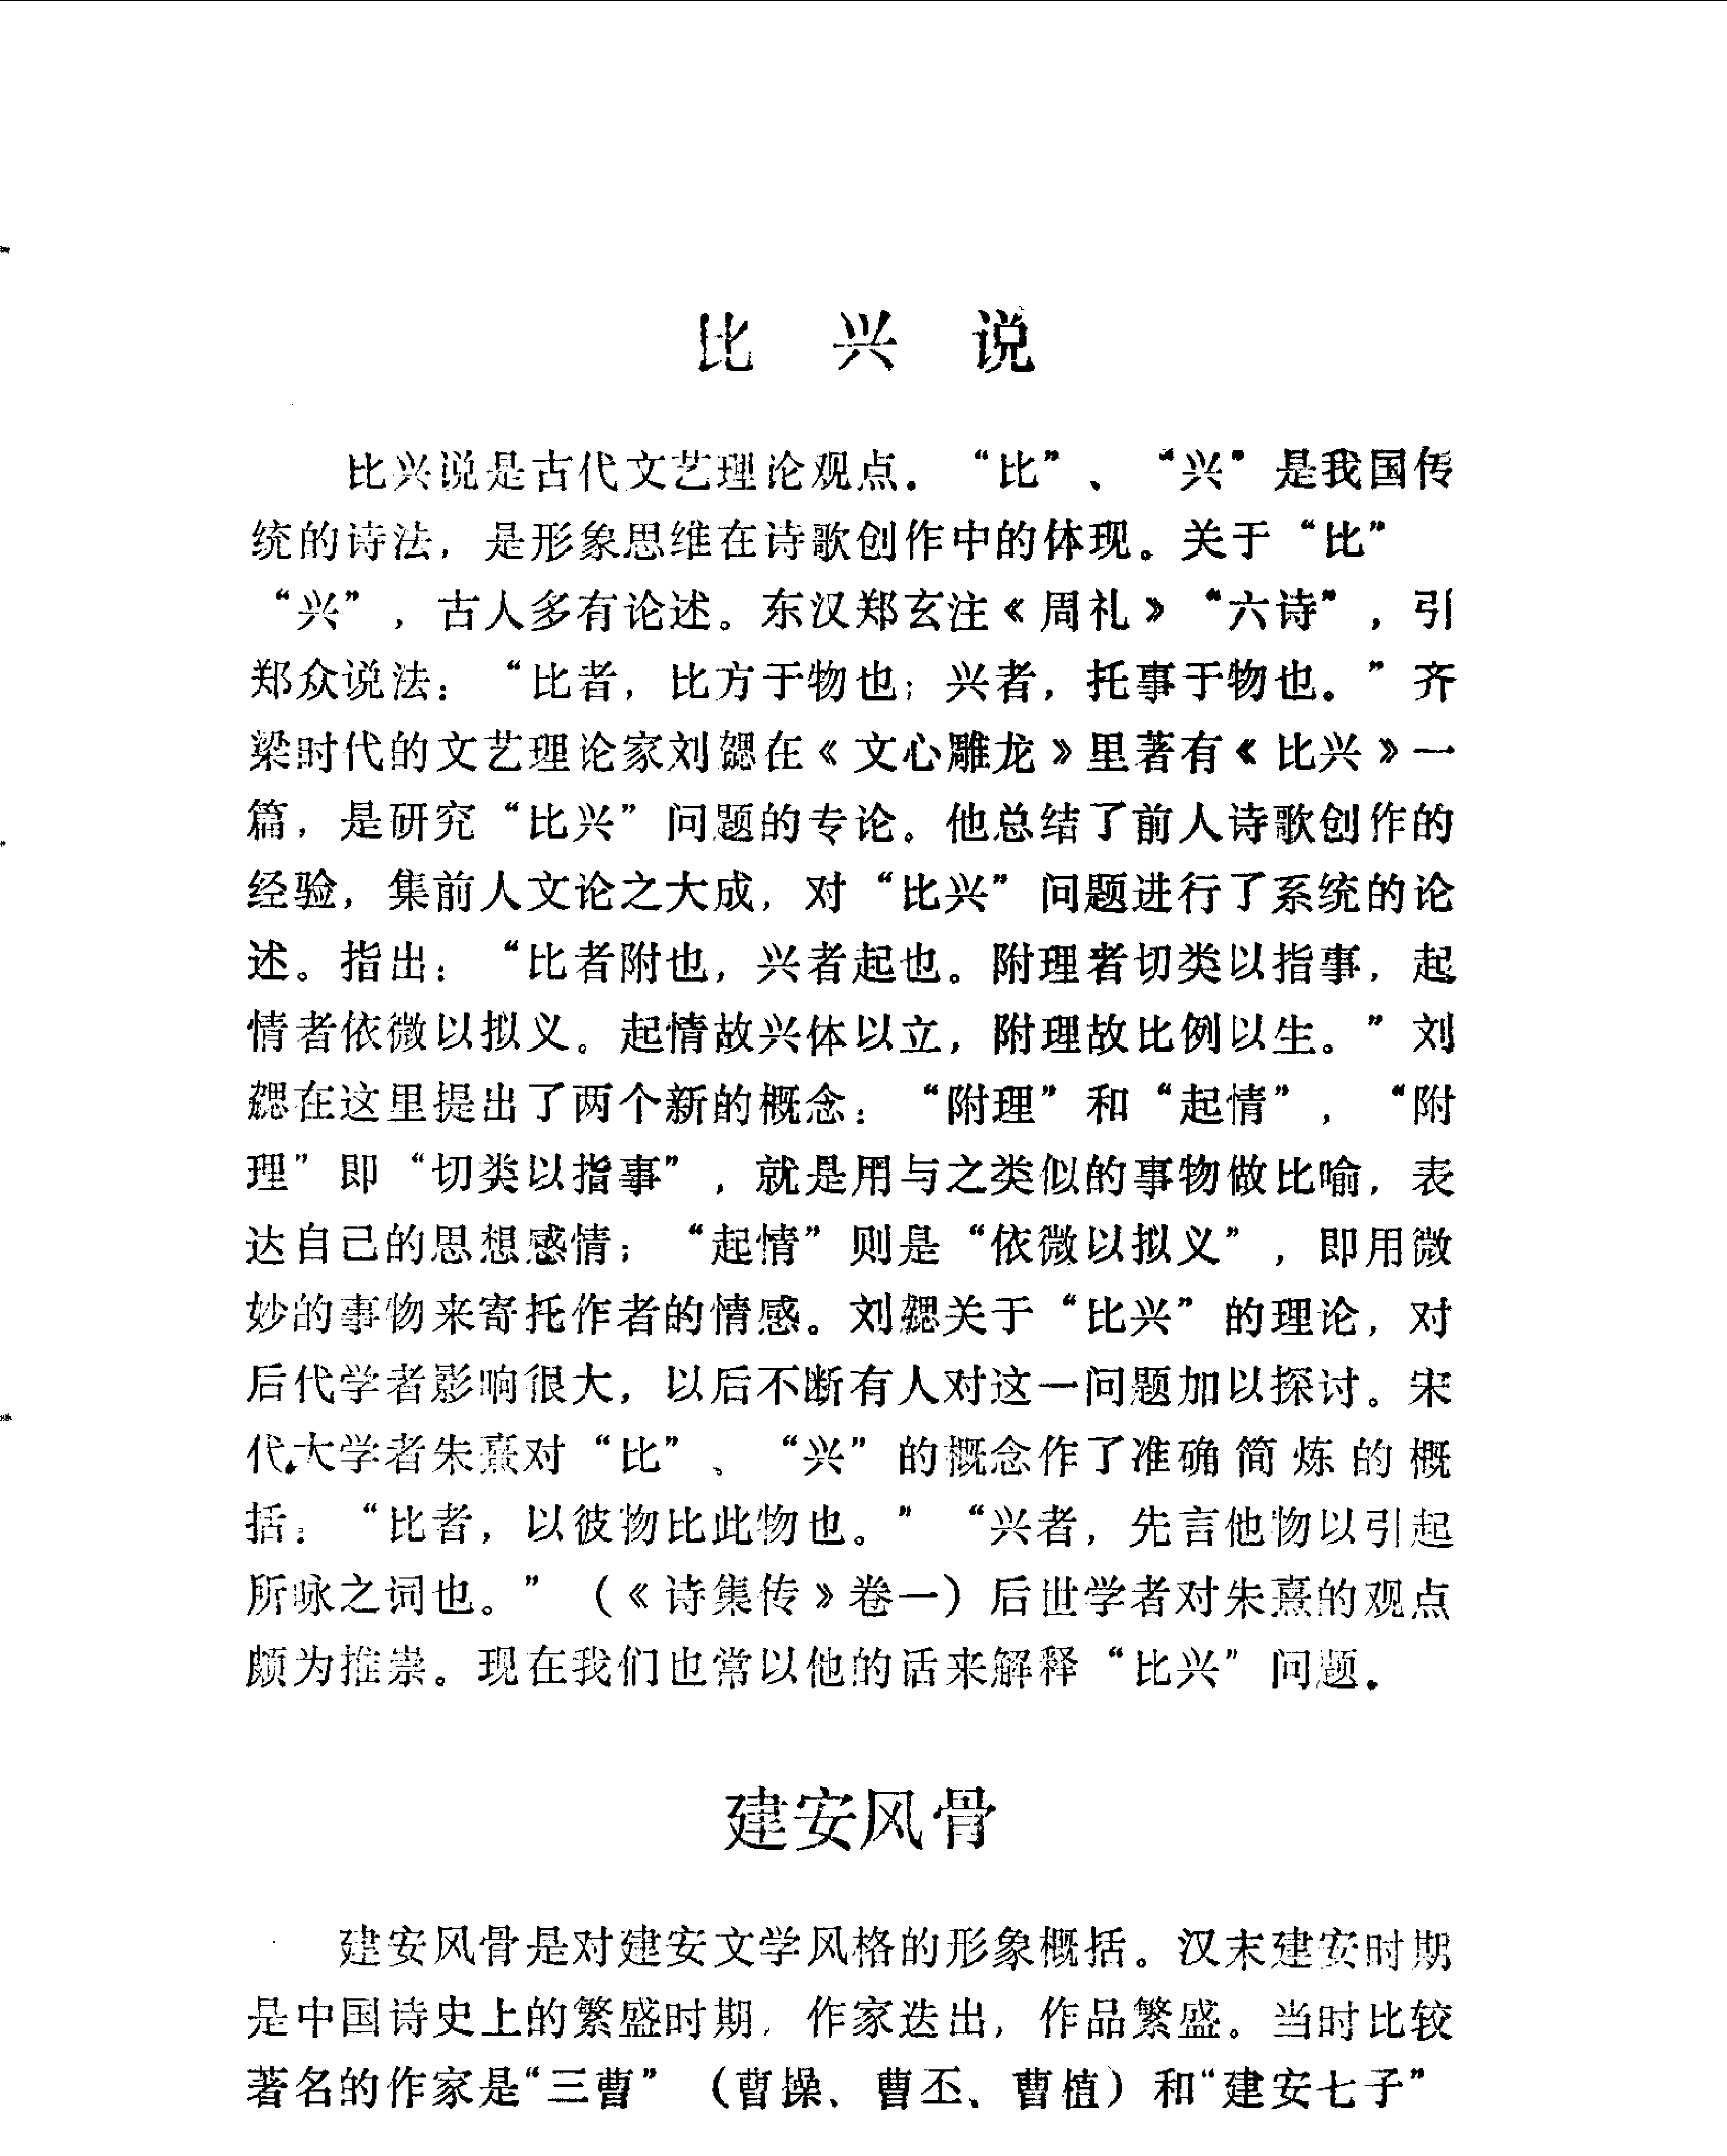 比 兴 说
比兴说是古代文艺理论观点．“比”、“兴”是我国传
统的诗法，是形象思维在诗歌创作中的体现。关于“比”
“兴”，古人多有论述。东汉郑玄注《周礼》“六诗”，引
郑众说法：“比者，比方于物也；兴者，托事于物也。”齐
梁时代的文艺理论家刘勰在《文心雕龙》里著有《比兴》一
篇，是研究“比兴”问题的专论。他总结了前人诗歌创作的
经验，集前人文论之大成，对“比兴”问题进行了系统的论
述。指出：“比者附也，兴者起也。附理者切类以指事，起
情者依微以拟义。起情故兴体以立，附理故比例以生。”刘
勰在这里提出了两个新的概念：“附理”和“起情”，“附
理”即“切类以指事”，就是用与之类似的事物做比喻，表
达自己的思想感情；“起情”则是“依微以拟义”，即用微
妙的事物来寄托作者的情感。刘勰关于“比兴”的理论，对
后代学者影响很大，以后不断有人对这一问题加以探讨。宋
代大学者朱熹对“比”、“兴”的概念作了准确简炼的概
括：“比者，以彼物比此物也。”“兴者，先言他物以引起
所咏之词也。”（《诗集传》卷一）后世学者对朱熹的观点
颇为推崇。现在我们也常以他的话来解释“比兴”问题．
建安风骨
建安风骨是对建安文学风格的形象概括。汉末建安时期
是中国诗史上的繁盛时期，作家迭出，作品繁盛。当时比较
著名的作家是“三曹”（曹操、曹丕、曹植）和“建安七子”